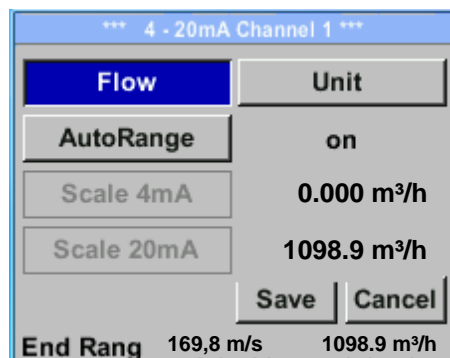 *** 4 - 20mA Channel 1 ***
Flow Unit
AutoRange on
Scale 4mA 0.000 m³/h
Scale 20mA 1098.9 m³/h
Save Cancel
End Rang 169,8 m/s 1098.9 m³/h